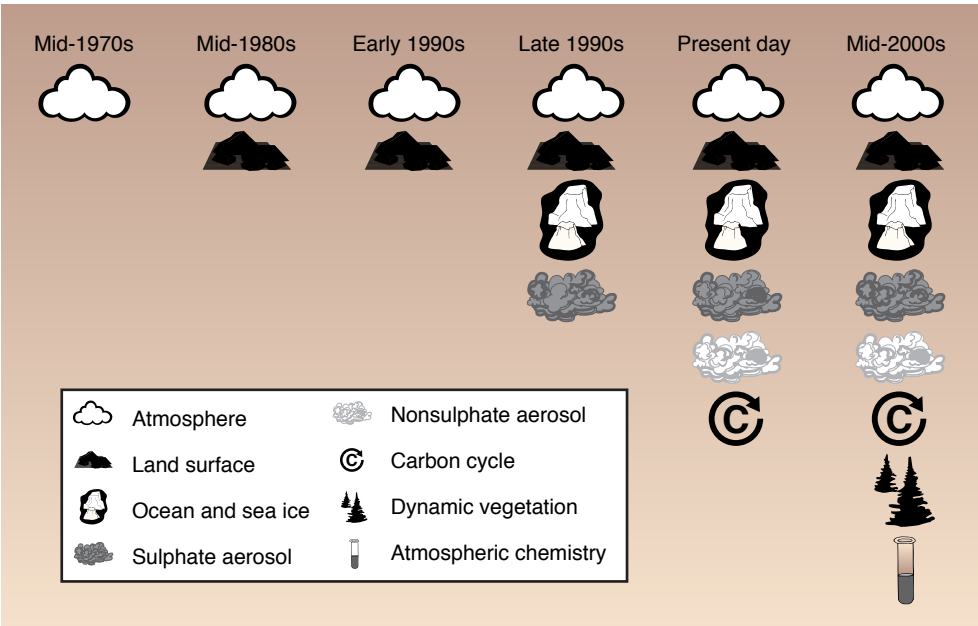 Mid-1970s Mid-1980s Early 1990s Late 1990s Present day Mid-2000s
C C
Atmosphere
Land surface
Ocean and sea ice
Sulphate aerosol
Nonsulphate aerosol
C Carbon cycle
Dynamic vegetation
Atmospheric chemistry